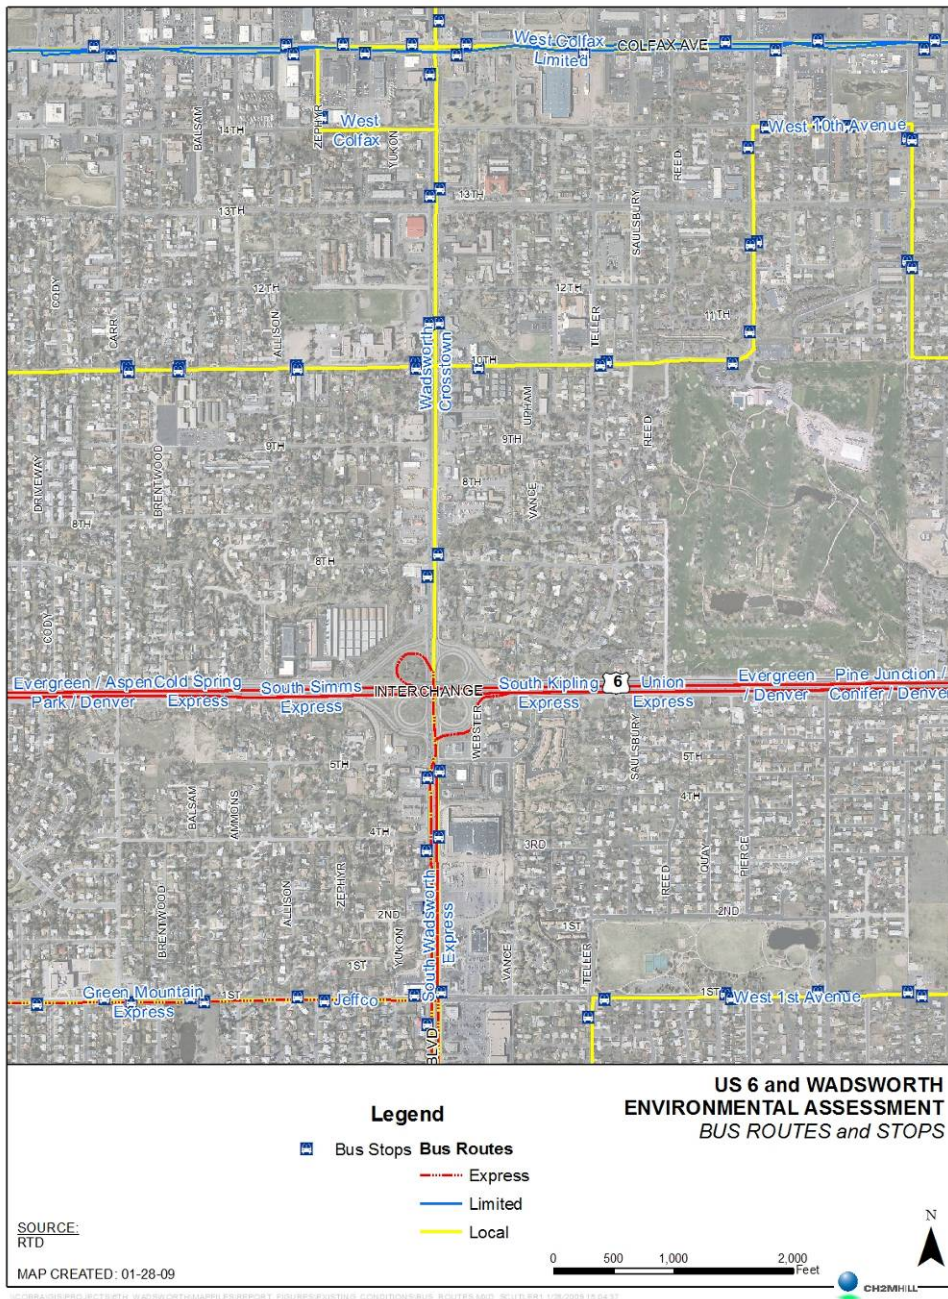 West Colfax
Limited
COLFAX AVE
West
Colfax
West 10th Avenue
BALSAM
14TH
ZEPHYR
YUKON
REED
13TH
13TH
SAULSBURY
CODY
12TH
12TH
CARR
ALLISON
TELLER
11TH
Wadsworth
Crosstown
10TH
UPHAM
REED
9TH
9TH
DRIVEWAY
BRENTWOOD
8TH
VANCE
8TH
8TH
CODY
Evergreen / Aspen
Park / Denver
Cold Spring
Express
South Simms
Express
INTERCHANGE
South Kipling
Express
6
Union
Express
Evergreen
/ Denver
Pine Junction /
Conifer / Denver
WEBSTER
SAULSBURY
5TH
5TH
BALSAM
AMMONS
4TH
4TH
3RD
REED
QUAY
PIERCE
BRENTWOOD
ALLISON
ZEPHYR
2ND
2ND
YUKON
South Wadsworth
Express
1ST
1ST
VANCE
TELLER
Green Mountain
Express
1ST
Jeffco
1ST
West 1st Avenue
BLVD
US 6 and WADSWORTH
ENVIRONMENTAL ASSESSMENT
BUS ROUTES and STOPS
Legend
Bus Stops Bus Routes
Express
Limited
Local
SOURCE:
RTD
MAP CREATED: 01-28-09
0 500 1,000 2,000
Feet
N
CH2MHILL